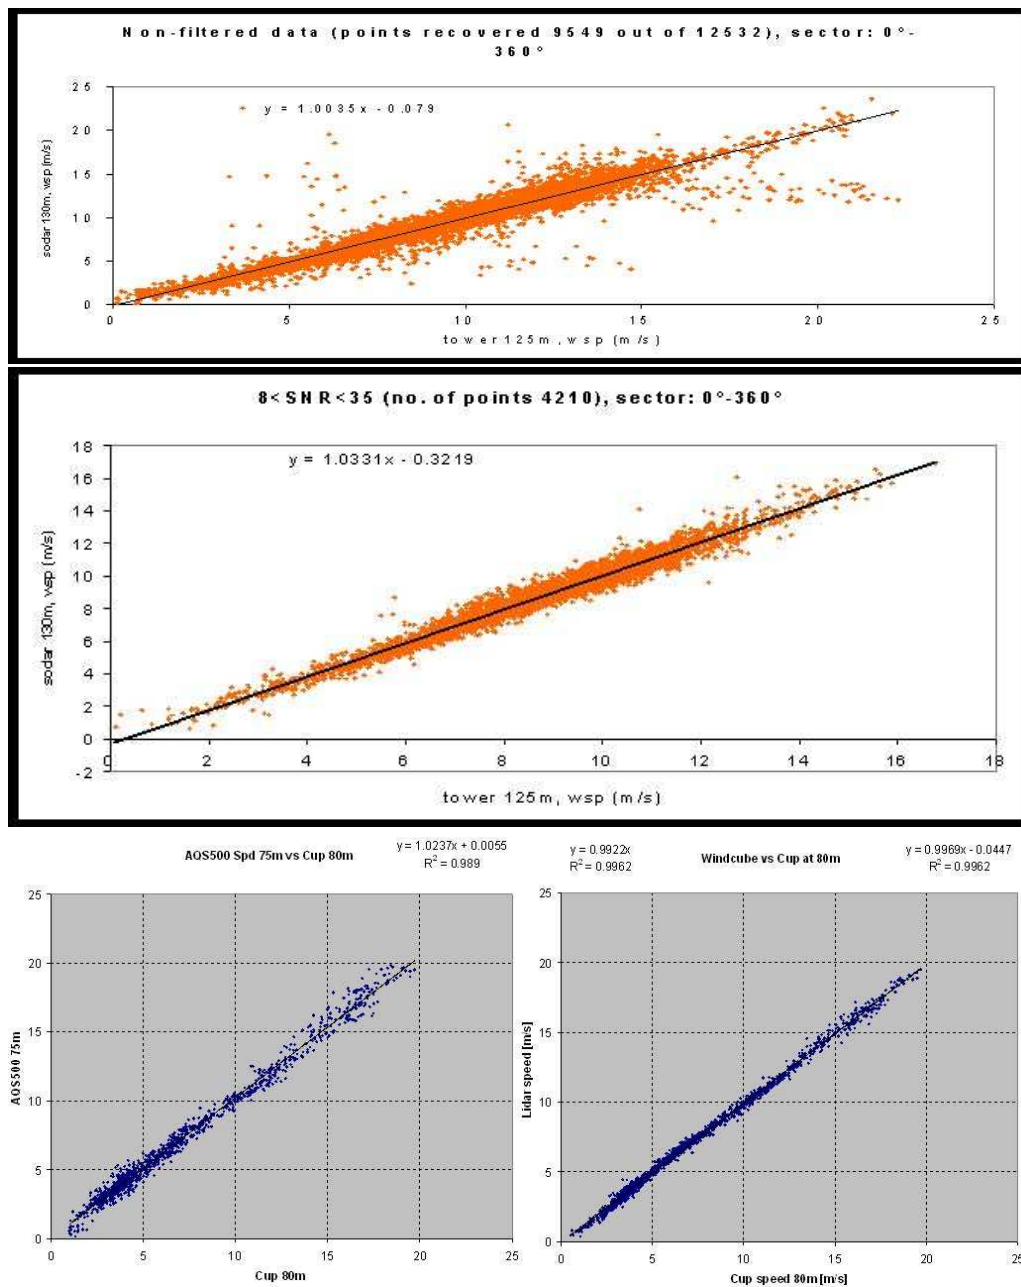 Non-filtered data (points recovered 9549 out of 12532), sector: 0°-
360°
25
y = 1.0035x - 0.079
20
15
10
5
0
sodar 130m, wsp (m/s)
0 5 10 15 20 25
tower 125m, wsp (m/s)
8<SNR<35 (no. of points 4210), sector: 0°-360°
18
y = 1.0331x - 0.3219
16
14
12
10
8
6
4
2
0
-2
sodar 130m, wsp (m/s)
0 2 4 6 8 10 12 14 16 18
tower 125m, wsp (m/s)
AQS500 Spd 75m vs Cup 80m
y = 1.0237x + 0.0055
R² = 0.989
25
20
15
10
5
0
AQS500 75m
0 5 10 15 20 25
Cup 80m
y = 0.9922x
R² = 0.9962
Windcube vs Cup at 80m
y = 0.9969x - 0.0447
R² = 0.9962
25
20
15
10
5
0
Lidar speed [m/s]
0 5 10 15 20 25
Cup speed 80m [m/s]